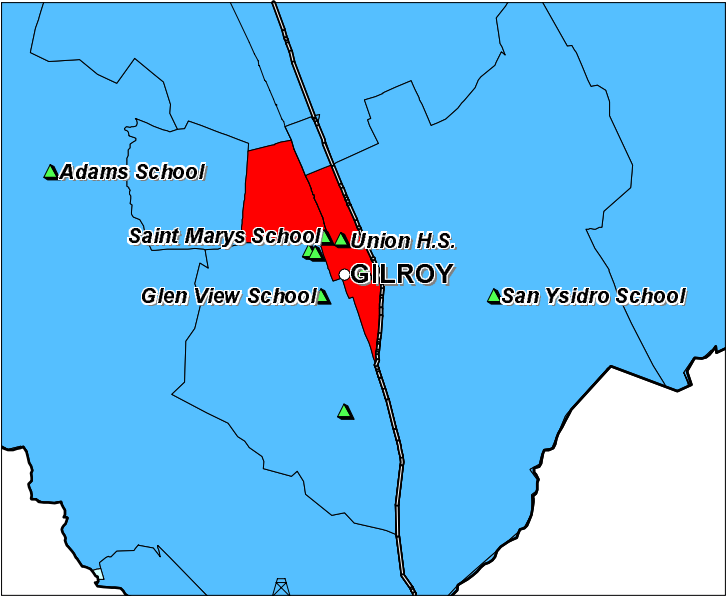 Adams School
Saint Marys School
Union H.S.
GILROY
Glen View School
San Ysidro School